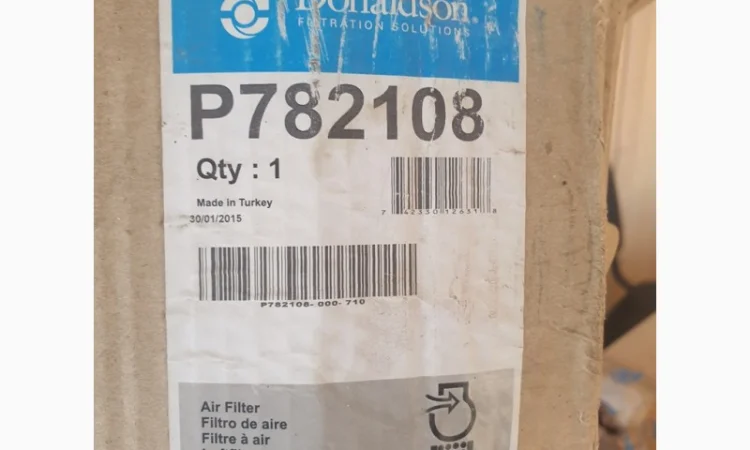 Donaldson
FILTRATION SOLUTIONS
P782108
Qty : 1
Made in Turkey
30/01/2015
P782108-000-710
Air Filter
Filtro de aire
Filtre à air